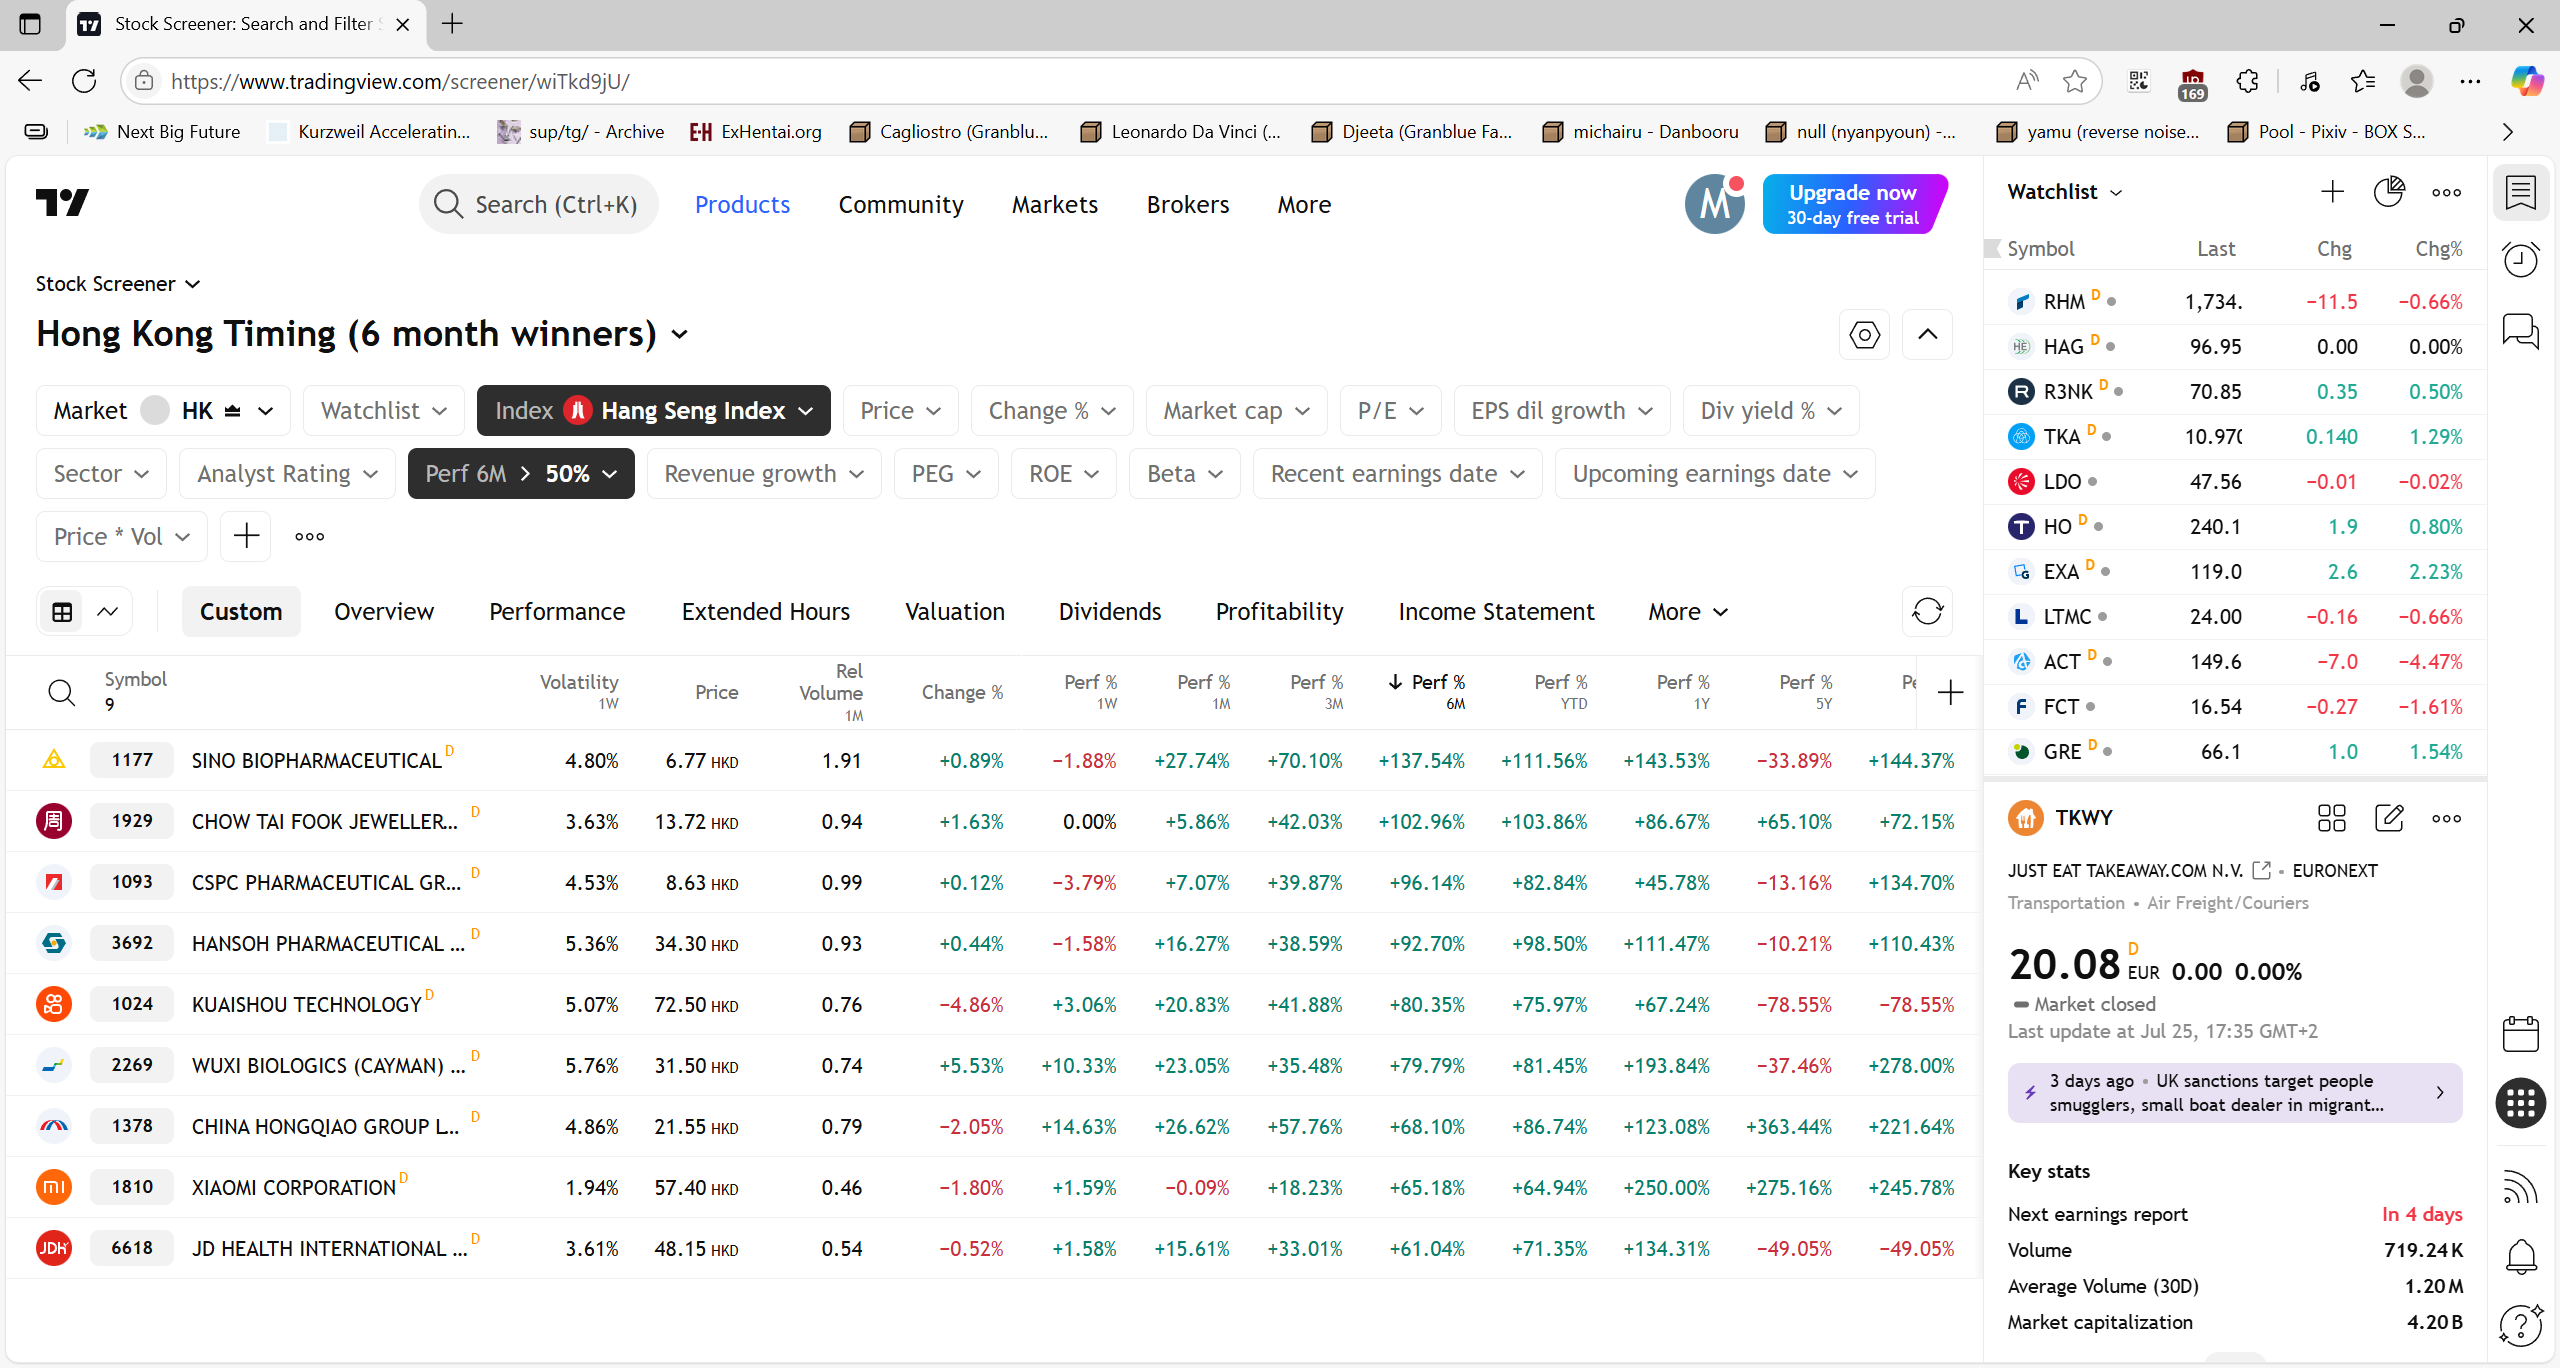 Stock Screener: Search and Filter S
https://www.tradingview.com/screener/wiTkd9jU/
169
Next Big Future
Kurzweil Acceleratin...
sup/tg/ - Archive
ExHentai.org
Cagliostro (Granblu...
Leonardo Da Vinci (...
Djeeta (Granblue Fa...
michairu - Danbooru
null (nyanpyoun) -...
yamu (reverse noise...
Pool - Pixiv - BOX S...
Search (Ctrl+K)
Products
Community
Markets
Brokers
More
M
Upgrade now
30-day free trial
Stock Screener
Hong Kong Timing (6 month winners)
Market HK
Watchlist
Index Hang Seng Index
Price
Change %
Market cap
P/E
EPS dil growth
Div yield %
Sector
Analyst Rating
Perf 6M > 50%
Revenue growth
PEG
ROE
Beta
Recent earnings date
Upcoming earnings date
Price * Vol
Custom
Overview
Performance
Extended Hours
Valuation
Dividends
Profitability
Income Statement
More
Symbol 9
Volatility 1W
Price
Rel Volume 1M
Change %
Perf % 1W
Perf % 1M
Perf % 3M
↓ Perf % 6M
Perf % YTD
Perf % 1Y
Perf % 5Y
1177 SINO BIOPHARMACEUTICAL D 4.80% 6.77 HKD 1.91 +0.89% −1.88% +27.74% +70.10% +137.54% +111.56% +143.53% −33.89% +144.37%
周 1929 CHOW TAI FOOK JEWELLER... D 3.63% 13.72 HKD 0.94 +1.63% 0.00% +5.86% +42.03% +102.96% +103.86% +86.67% +65.10% +72.15%
1093 CSPC PHARMACEUTICAL GR... D 4.53% 8.63 HKD 0.99 +0.12% −3.79% +7.07% +39.87% +96.14% +82.84% +45.78% −13.16% +134.70%
3692 HANSOH PHARMACEUTICAL ... D 5.36% 34.30 HKD 0.93 +0.44% −1.58% +16.27% +38.59% +92.70% +98.50% +111.47% −10.21% +110.43%
1024 KUAISHOU TECHNOLOGY D 5.07% 72.50 HKD 0.76 −4.86% +3.06% +20.83% +41.88% +80.35% +75.97% +67.24% −78.55% −78.55%
2269 WUXI BIOLOGICS (CAYMAN) ... D 5.76% 31.50 HKD 0.74 +5.53% +10.33% +23.05% +35.48% +79.79% +81.45% +193.84% −37.46% +278.00%
1378 CHINA HONGQIAO GROUP L... D 4.86% 21.55 HKD 0.79 −2.05% +14.63% +26.62% +57.76% +68.10% +86.74% +123.08% +363.44% +221.64%
1810 XIAOMI CORPORATION D 1.94% 57.40 HKD 0.46 −1.80% +1.59% −0.09% +18.23% +65.18% +64.94% +250.00% +275.16% +245.78%
JDH 6618 JD HEALTH INTERNATIONAL ... D 3.61% 48.15 HKD 0.54 −0.52% +1.58% +15.61% +33.01% +61.04% +71.35% +134.31% −49.05% −49.05%
Watchlist
Symbol Last Chg Chg%
RHM D 1,734. −11.5 −0.66%
HAG D 96.95 0.00 0.00%
R3NK D 70.85 0.35 0.50%
TKA D 10.970 0.140 1.29%
LDO 47.56 −0.01 −0.02%
HO D 240.1 1.9 0.80%
EXA D 119.0 2.6 2.23%
LTMC 24.00 −0.16 −0.66%
ACT D 149.6 −7.0 −4.47%
FCT 16.54 −0.27 −1.61%
GRE D 66.1 1.0 1.54%
TKWY
JUST EAT TAKEAWAY.COM N.V. • EURONEXT
Transportation • Air Freight/Couriers
20.08 D EUR 0.00 0.00%
Market closed
Last update at Jul 25, 17:35 GMT+2
3 days ago • UK sanctions target people
smugglers, small boat dealer in migrant...
Key stats
Next earnings report In 4 days
Volume 719.24 K
Average Volume (30D) 1.20 M
Market capitalization 4.20 B